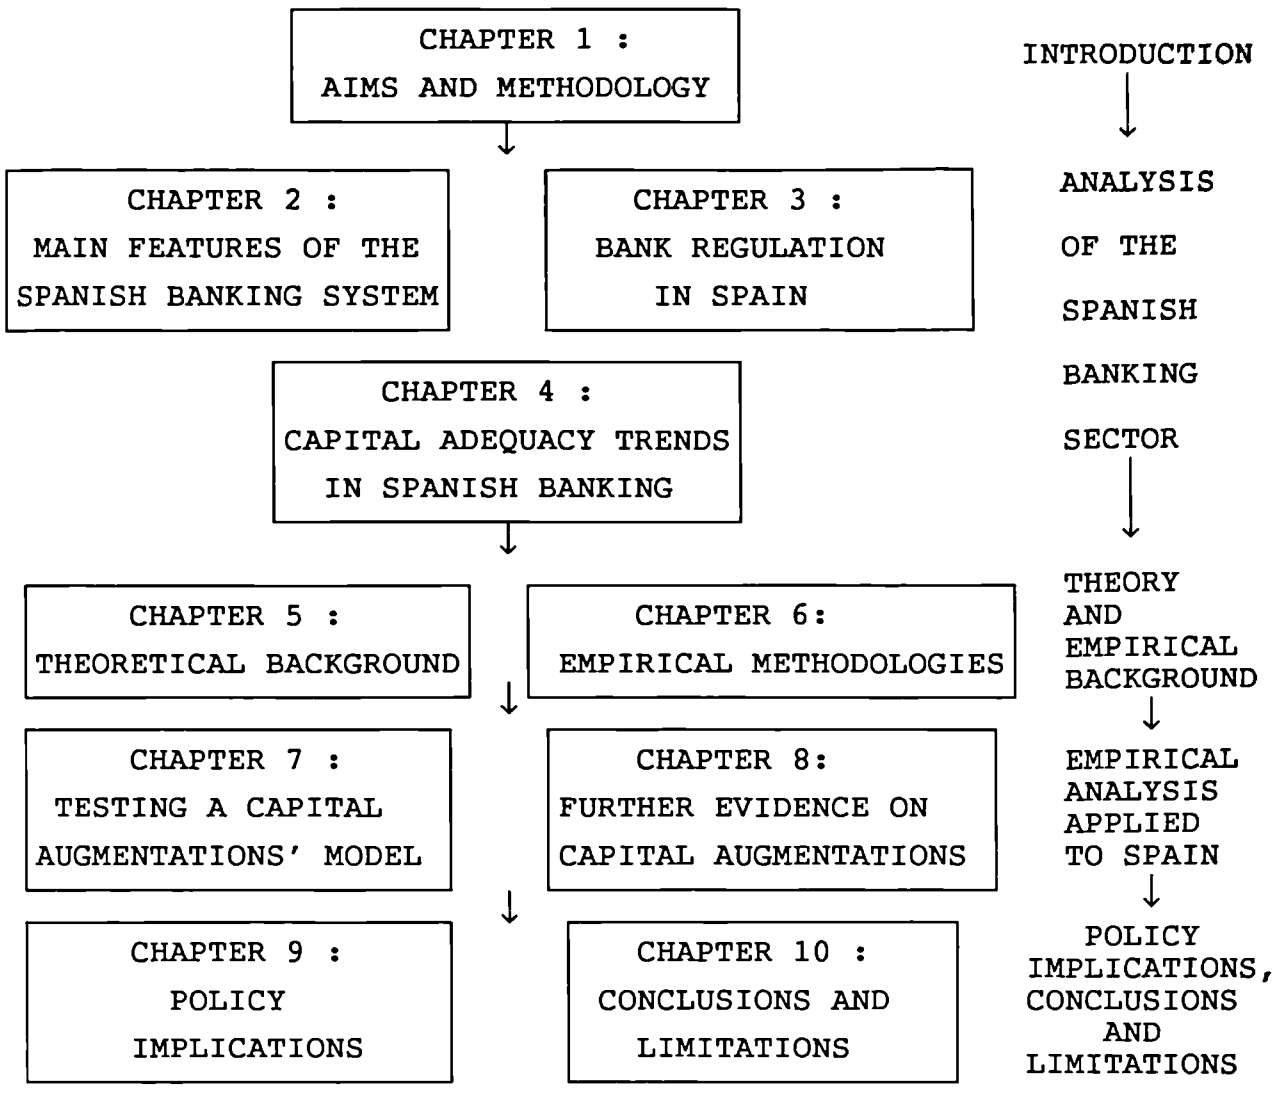 CHAPTER 1 :
AIMS AND METHODOLOGY
CHAPTER 2 :
MAIN FEATURES OF THE
SPANISH BANKING SYSTEM
CHAPTER 3 :
BANK REGULATION
IN SPAIN
CHAPTER 4 :
CAPITAL ADEQUACY TRENDS
IN SPANISH BANKING
CHAPTER 5 :
THEORETICAL BACKGROUND
CHAPTER 6:
EMPIRICAL METHODOLOGIES
CHAPTER 7 :
TESTING A CAPITAL
AUGMENTATIONS' MODEL
CHAPTER 8:
FURTHER EVIDENCE ON
CAPITAL AUGMENTATIONS
CHAPTER 9 :
POLICY
IMPLICATIONS
CHAPTER 10 :
CONCLUSIONS AND
LIMITATIONS
INTRODUCTION
ANALYSIS
OF THE
SPANISH
BANKING
SECTOR
THEORY
AND
EMPIRICAL
BACKGROUND
EMPIRICAL
ANALYSIS
APPLIED
TO SPAIN
POLICY
IMPLICATIONS,
CONCLUSIONS
AND
LIMITATIONS